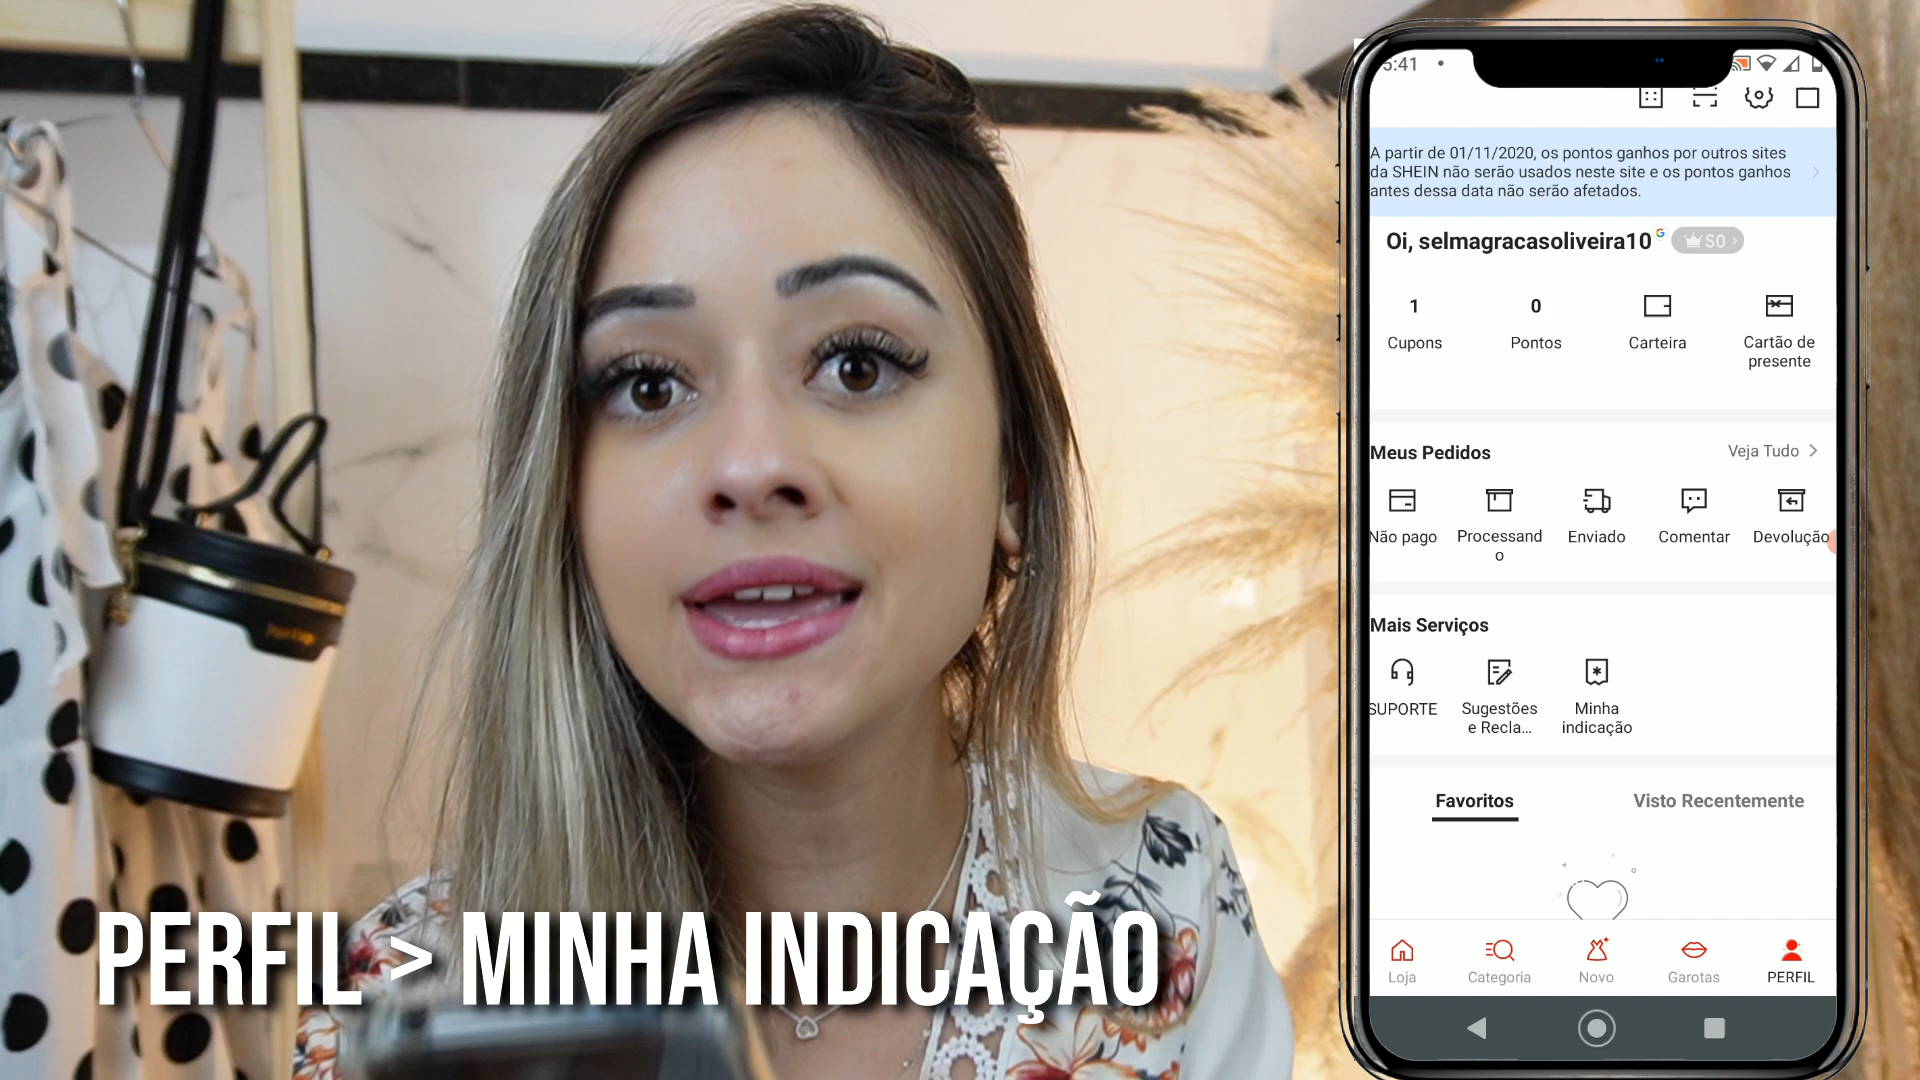 PERFIL > MINHA INDICAÇÃO
5:41
A partir de 01/11/2020, os pontos ganhos por outros sites
da SHEIN não serão usados neste site e os pontos ganhos
antes dessa data não serão afetados.
Oi, selmagracasoliveira10 G S0 >
1
0
Cupons
Pontos
Carteira
Cartão de
presente
Meus Pedidos
Veja Tudo >
Não pago
Processand
o
Enviado
Comentar
Devolução
Mais Serviços
SUPORTE
Sugestões
e Recla...
Minha
indicação
Favoritos
Visto Recentemente
Loja
Categoria
Novo
Garotas
PERFIL